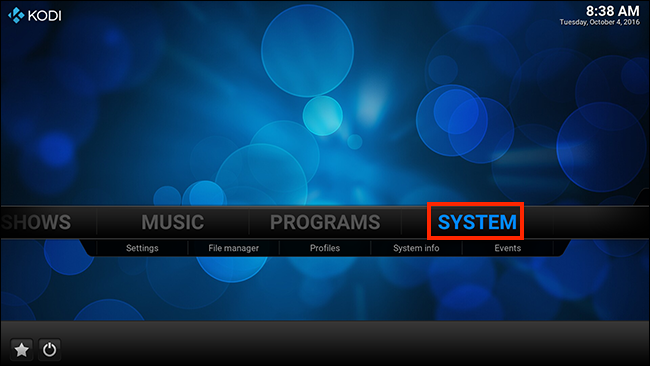 KODI
8:38 AM
Tuesday, October 4, 2016
SHOWS MUSIC PROGRAMS SYSTEM
Settings File manager Profiles System info Events